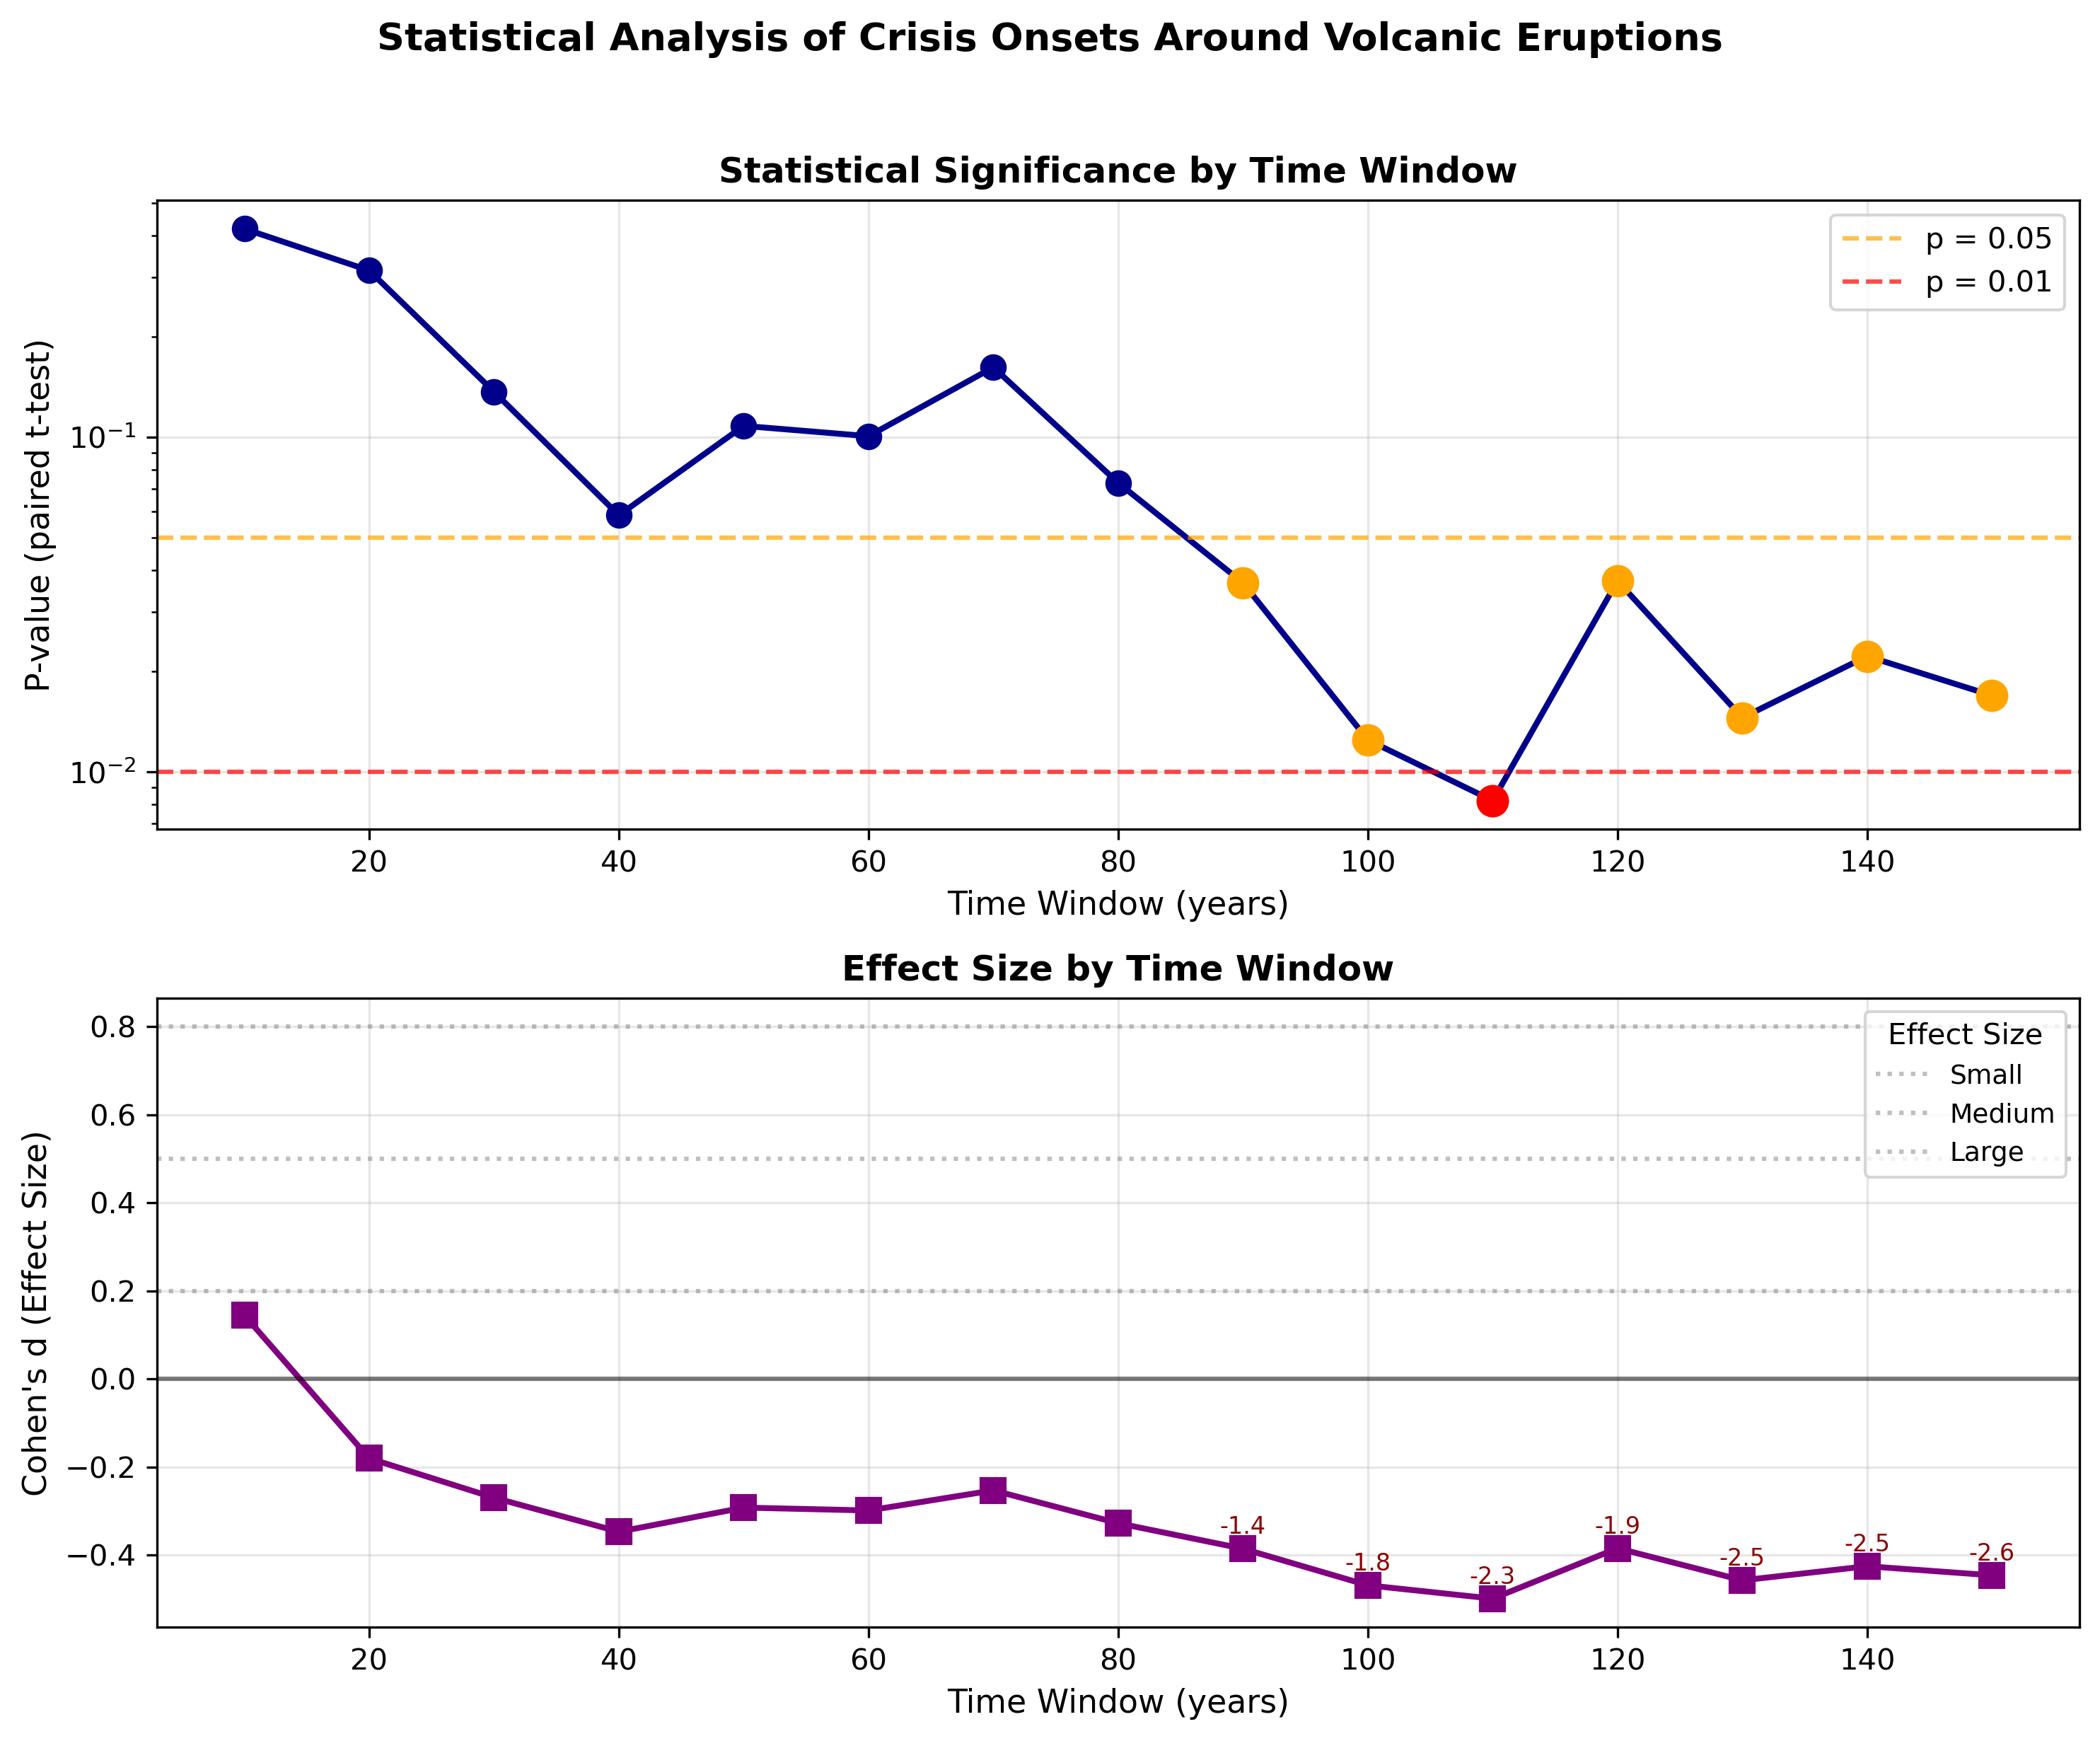 Statistical Analysis of Crisis Onsets Around Volcanic Eruptions
Statistical Significance by Time Window
P-value (paired t-test)
10⁻¹
10⁻²
p = 0.05
p = 0.01
20 40 60 80 100 120 140
Time Window (years)
Effect Size by Time Window
Cohen's d (Effect Size)
0.8
0.6
0.4
0.2
0.0
−0.2
−0.4
Effect Size
Small
Medium
Large
-1.4
-1.8
-2.3
-1.9
-2.5
-2.5
-2.6
20 40 60 80 100 120 140
Time Window (years)